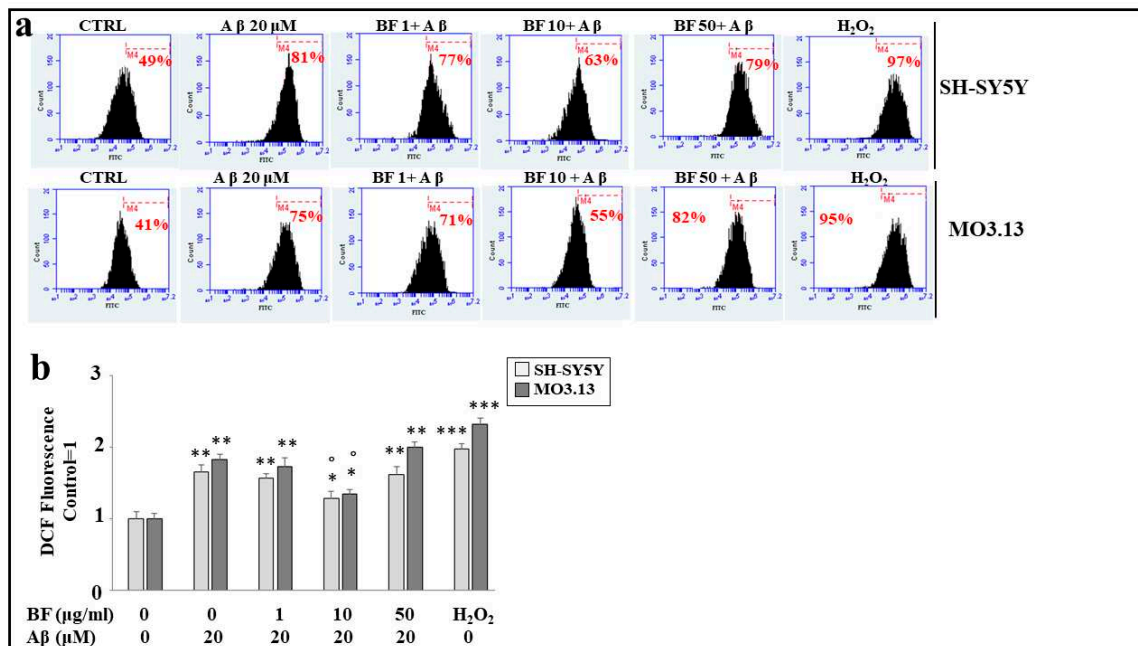 a
CTRL
A β 20 µM
BF 1+ A β
BF 10+ A β
BF 50+ A β
H₂O₂
M4 49%
M4 81%
M4 77%
M4 63%
M4 79%
M4 97%
SH-SY5Y
Count
FITC
CTRL
A β 20 µM
BF 1+ A β
BF 10 + A β
BF 50 + A β
H₂O₂
M4 41%
M4 75%
M4 71%
M4 55%
82% M4
95% M4
MO3.13
Count
FITC
b
SH-SY5Y
MO3.13
DCF Fluorescence
Control=1
3
2
1
0
** ** ** ** ° * ° * ** ** *** ***
BF (µg/ml) 0 0 1 10 50 H₂O₂
Aβ (µM) 0 20 20 20 20 0